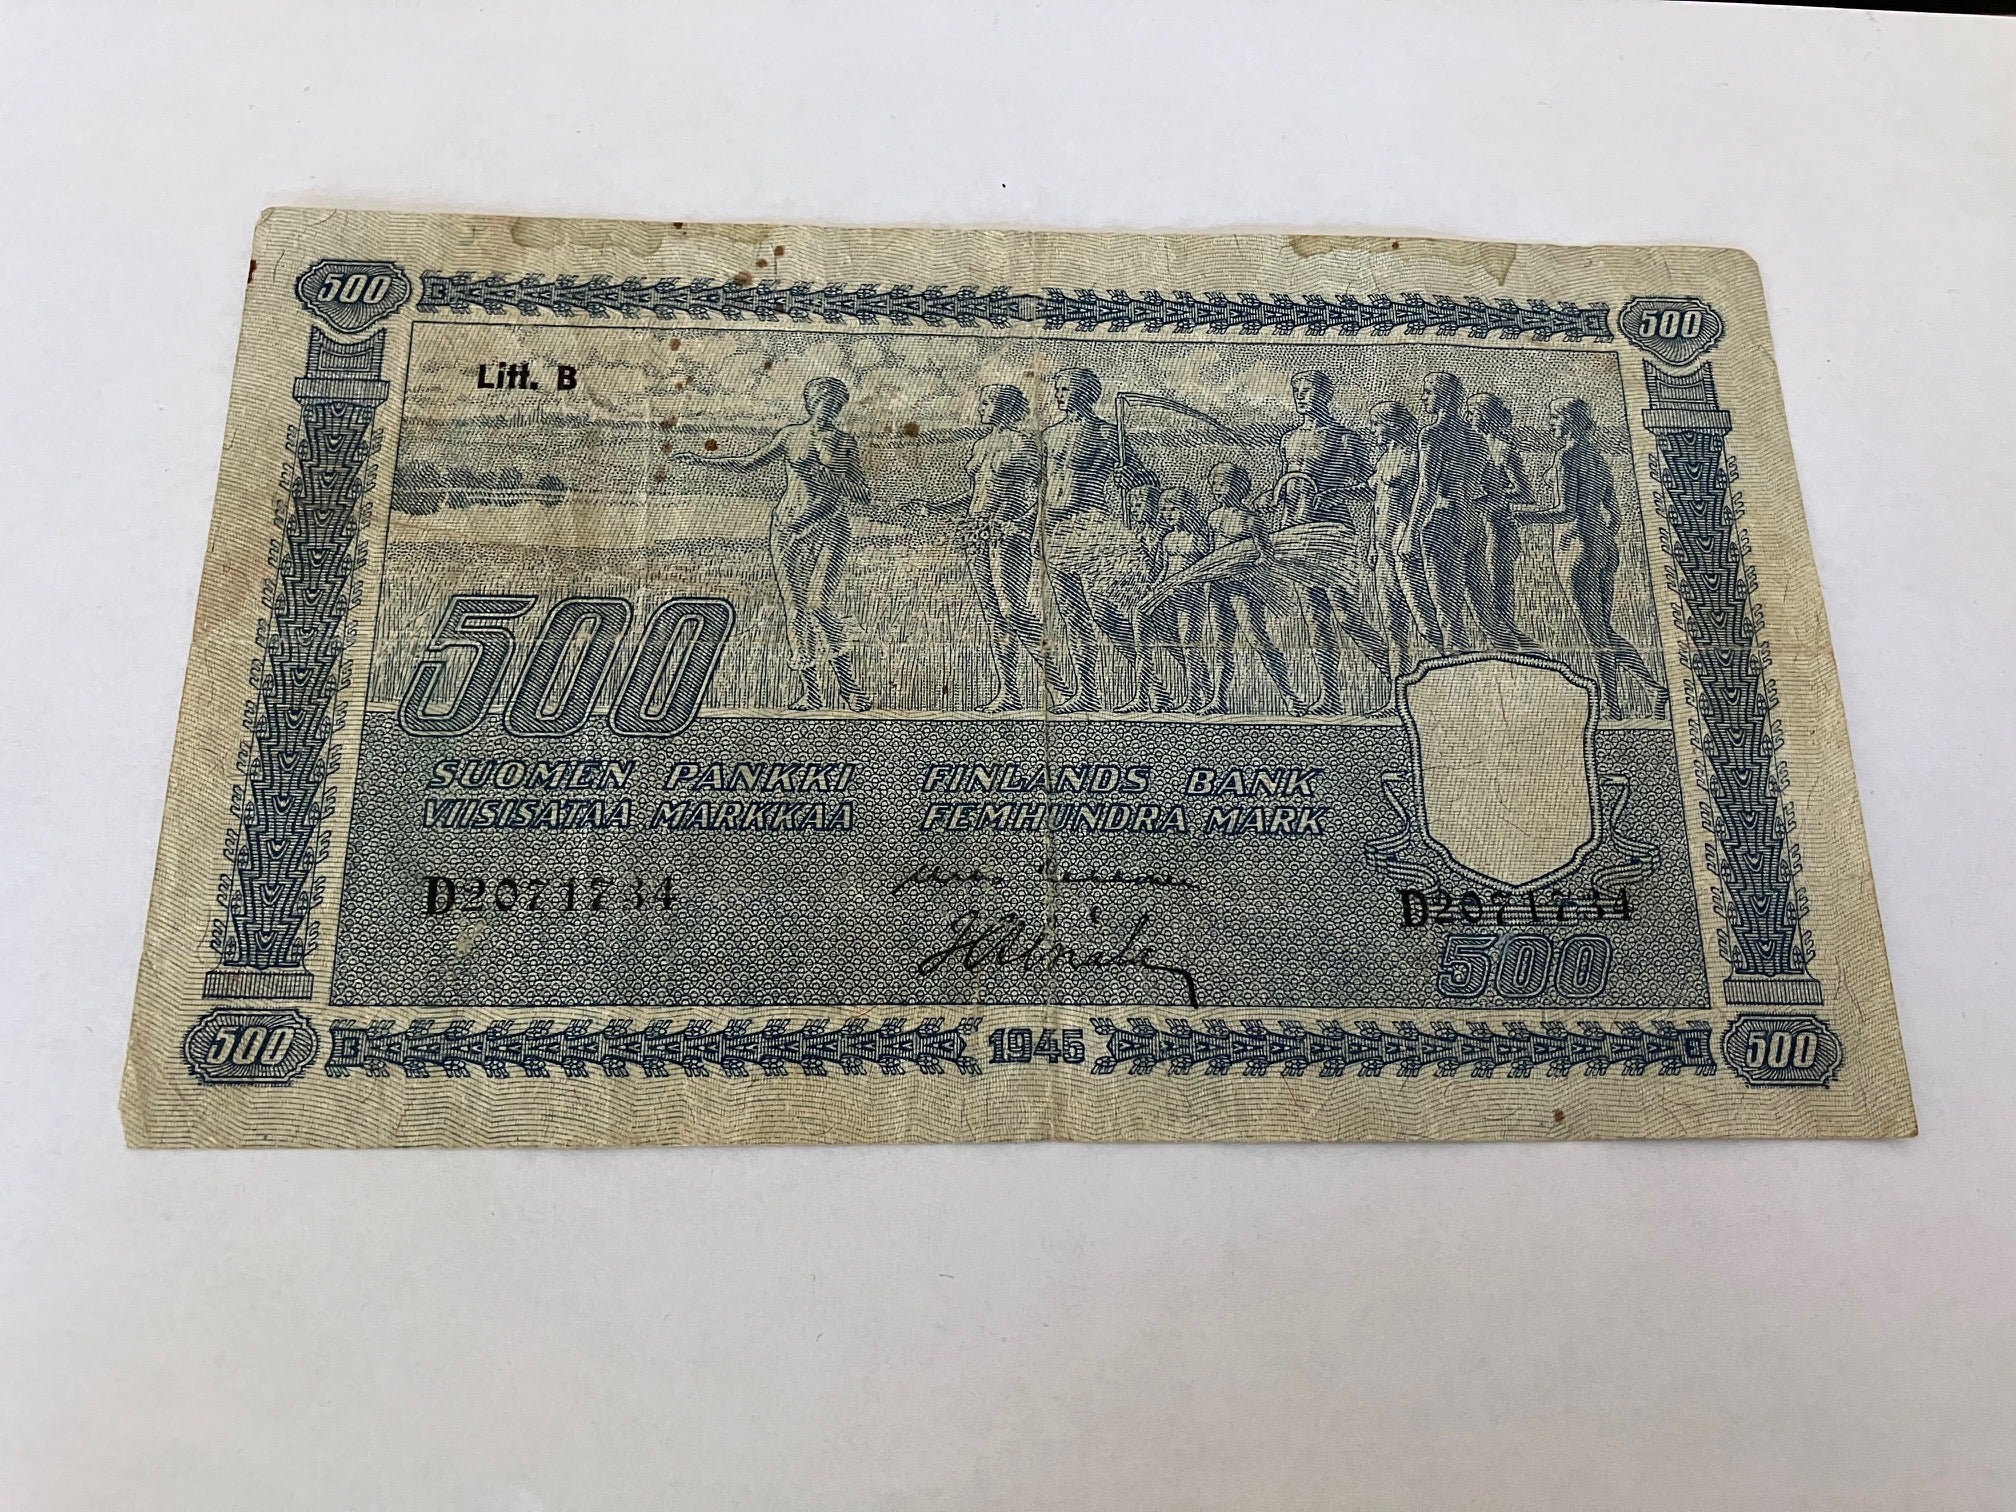 500
500
Litt. B
500
SUOMEN PANKKI
VIISISATAA MARKKAA
FINLANDS BANK
FEMHUNDRA MARK
D2071734
D2071734
500
500
1945
500